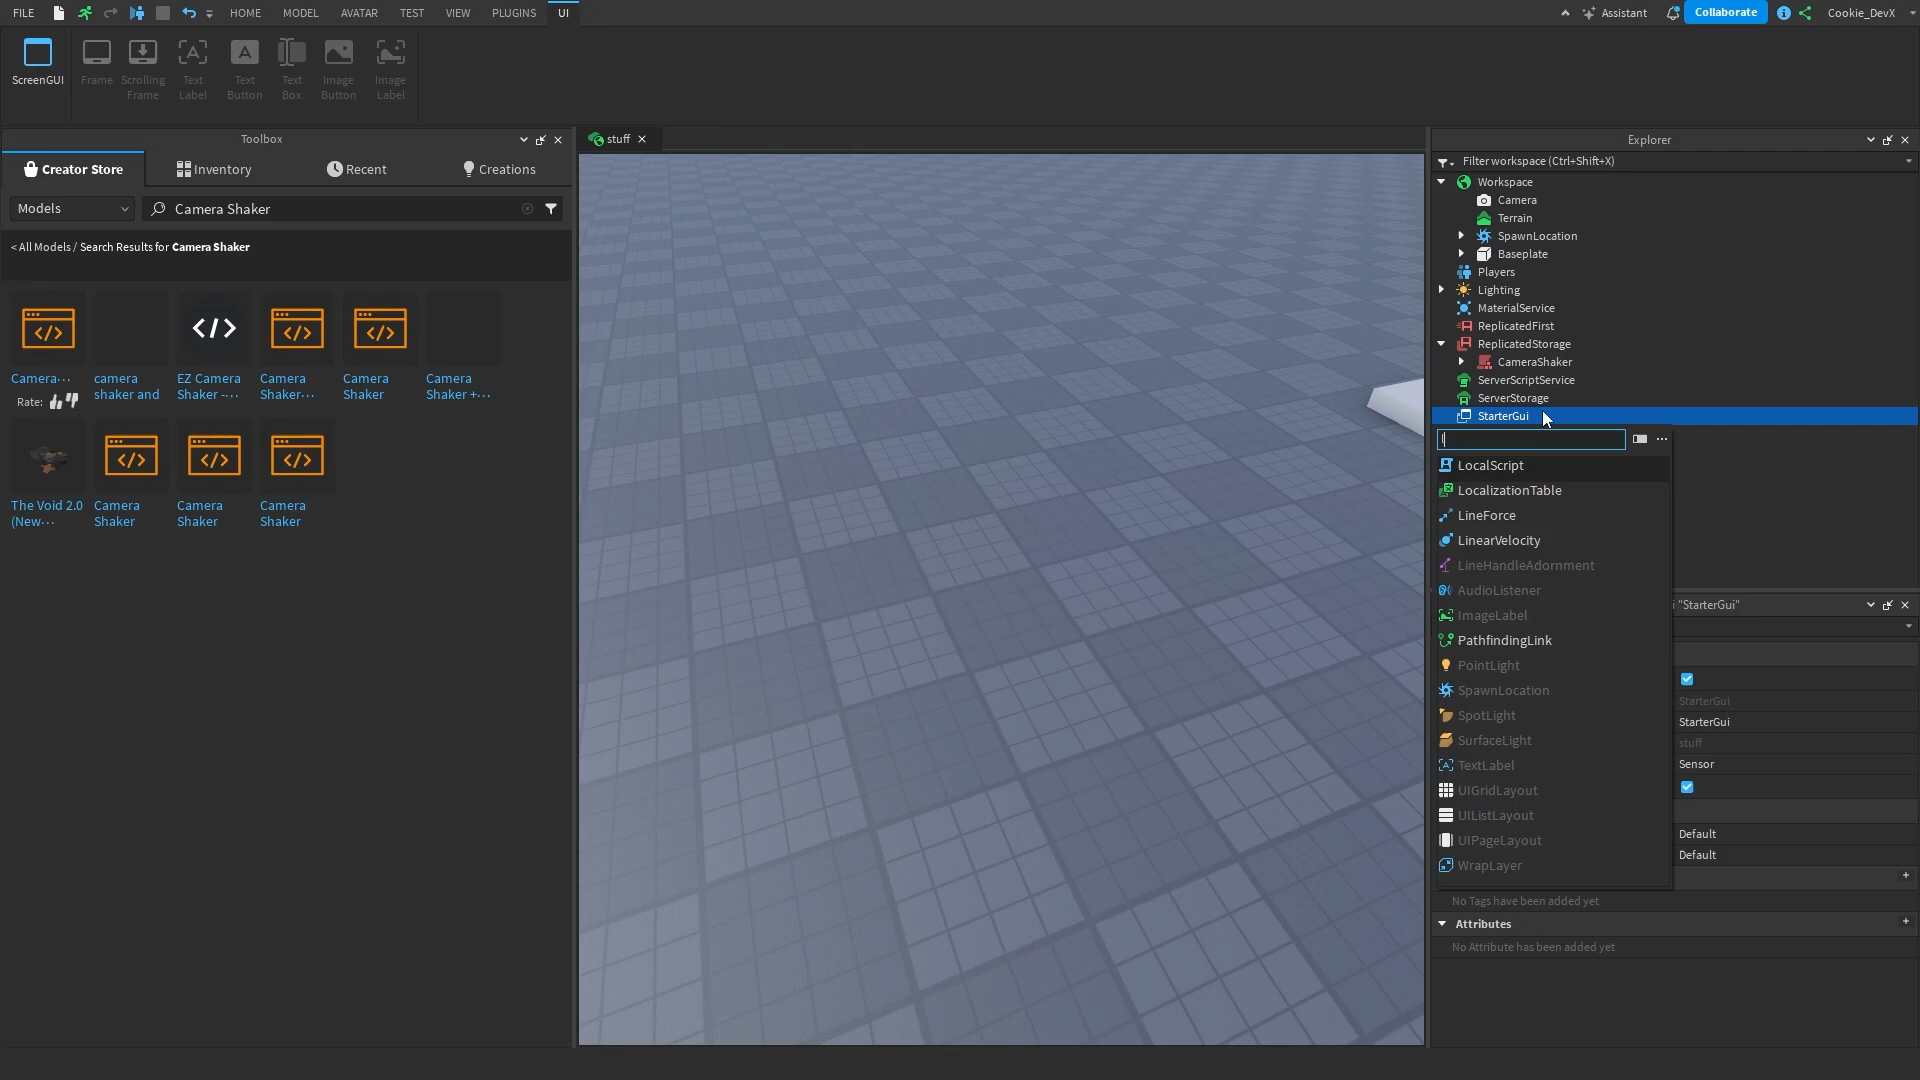 FILE
HOME
MODEL
AVATAR
TEST
VIEW
PLUGINS
UI
Assistant
Collaborate
Cookie_DevX
ScreenGUI
Frame
Scrolling
Frame
Text
Label
Text
Button
Text
Box
Image
Button
Image
Label
Toolbox
Creator Store
Inventory
Recent
Creations
Models
Camera Shaker
< All Models / Search Results for Camera Shaker
Camera···
Rate:
camera
shaker and
EZ Camera
Shaker -···
Camera
Shaker···
Camera
Shaker
Camera
Shaker +···
The Void 2.0
(New···
Camera
Shaker
Camera
Shaker
Camera
Shaker
stuff
Explorer
Filter workspace (Ctrl+Shift+X)
Workspace
Camera
Terrain
SpawnLocation
Baseplate
Players
Lighting
MaterialService
ReplicatedFirst
ReplicatedStorage
CameraShaker
ServerScriptService
ServerStorage
StarterGui
l
LocalScript
LocalizationTable
LineForce
LinearVelocity
LineHandleAdornment
AudioListener
ImageLabel
PathfindingLink
PointLight
SpawnLocation
SpotLight
SurfaceLight
TextLabel
UIGridLayout
UIListLayout
UIPageLayout
WrapLayer
i "StarterGui"
StarterGui
StarterGui
stuff
Sensor
Default
Default
No Tags have been added yet
Attributes
No Attribute has been added yet